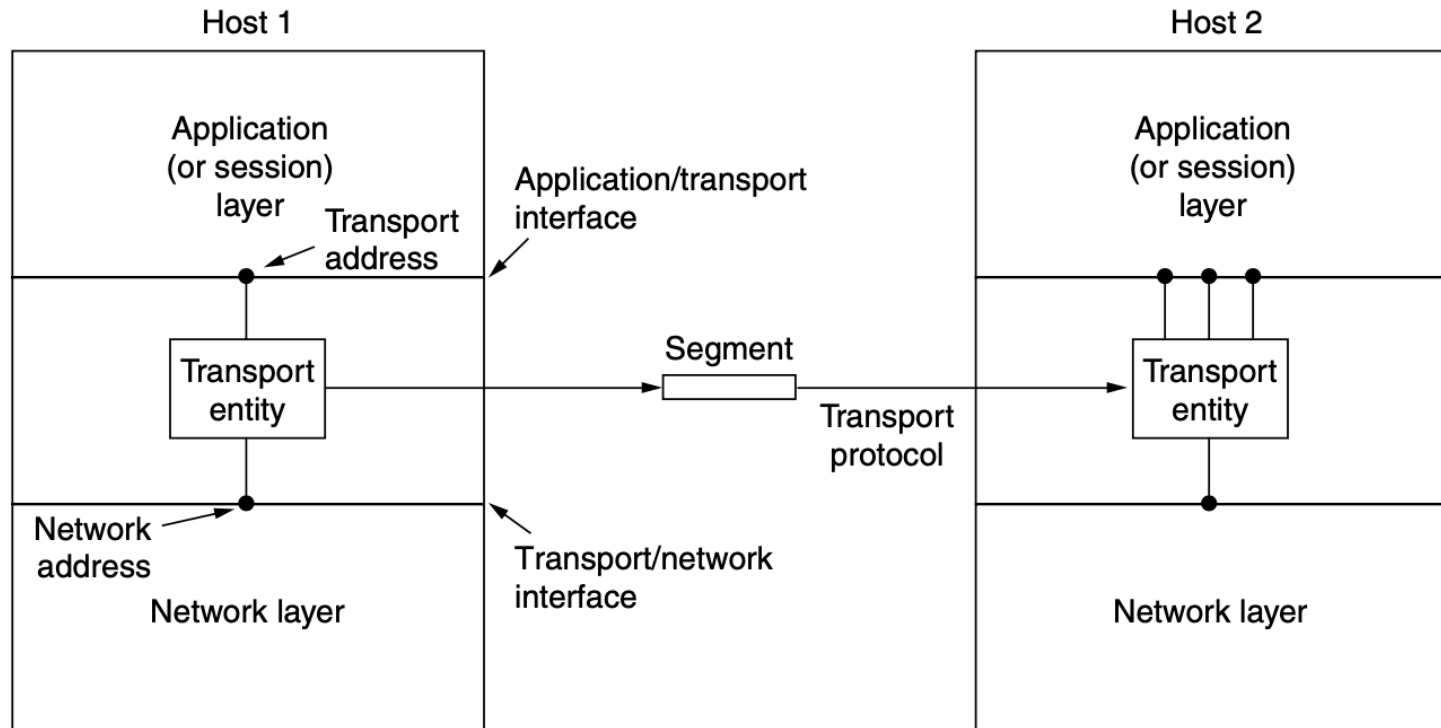 Host 1
Host 2
Application
(or session)
layer
Transport
address
Application/transport
interface
Application
(or session)
layer
Transport
entity
Segment
Transport
protocol
Transport
entity
Network
address
Transport/network
interface
Network layer
Network layer